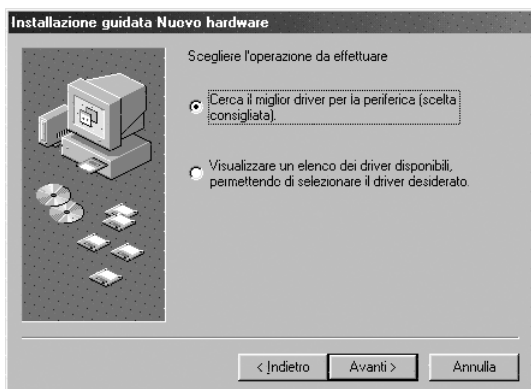 Installazione guidata Nuovo hardware
Scegliere l'operazione da effettuare
Cerca il miglior driver per la periferica (scelta
consigliata).
Visualizzare un elenco dei driver disponibili,
permettendo di selezionare il driver desiderato.
< Indietro
Avanti >
Annulla